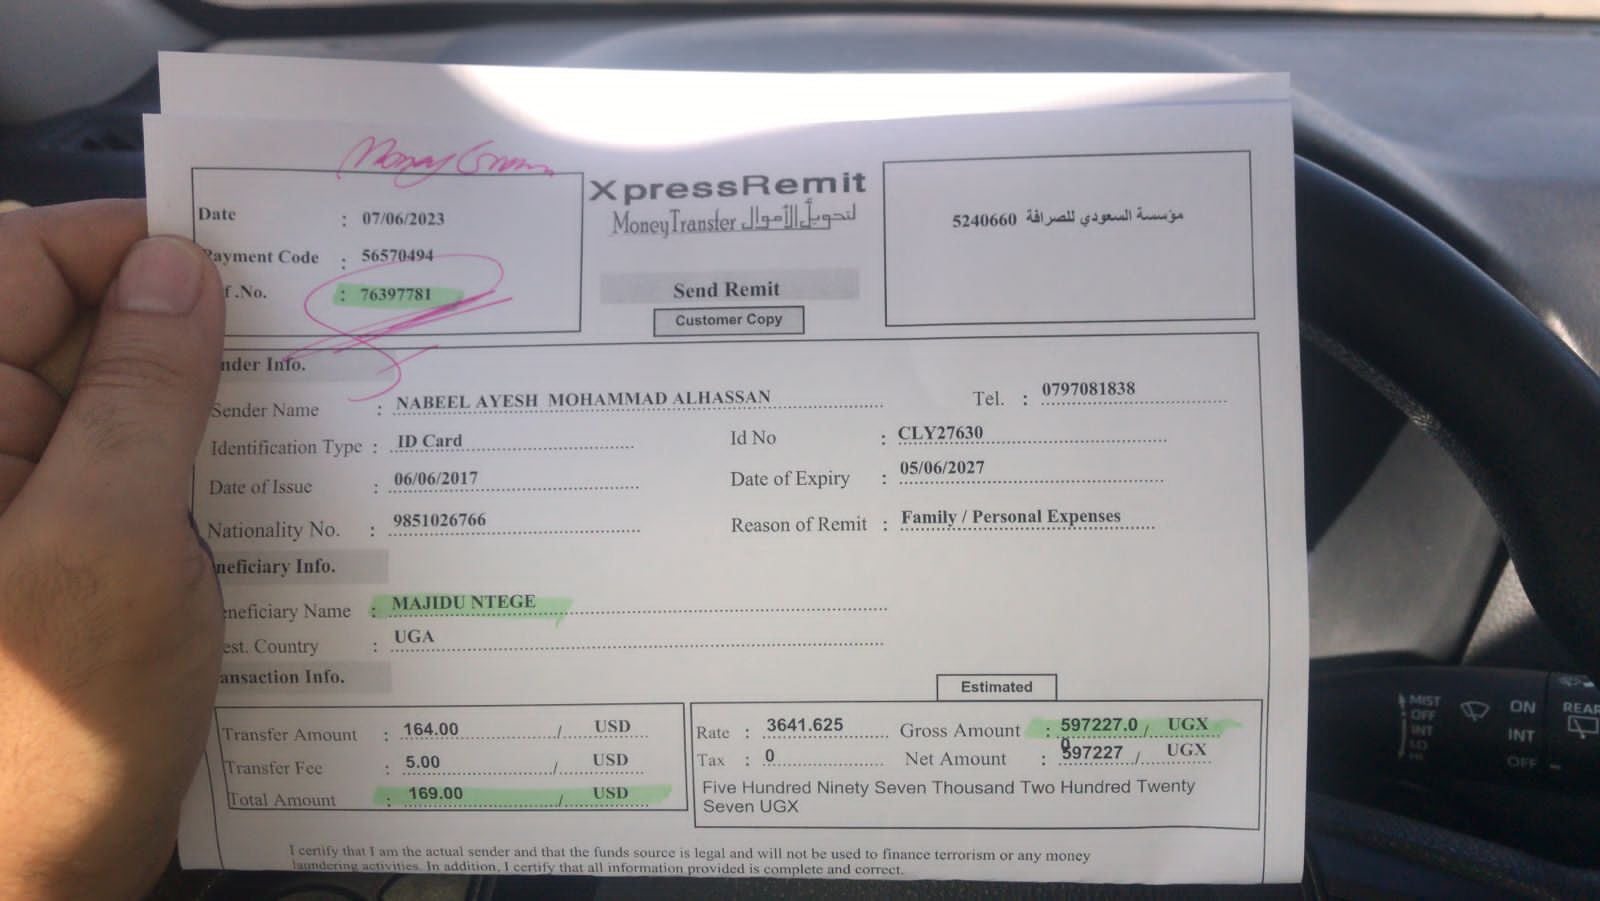 Money Gram
XpressRemit
MoneyTransfer لتحويل الأموال
مؤسسة السعودي للصرافة 5240660
Date : 07/06/2023
Payment Code : 56570494
f .No. : 76397781
Send Remit
Customer Copy
nder Info.
Sender Name : NABEEL AYESH MOHAMMAD ALHASSAN Tel. : 0797081838
Identification Type : ID Card Id No : CLY27630
Date of Issue : 06/06/2017 Date of Expiry : 05/06/2027
Nationality No. : 9851026766 Reason of Remit : Family / Personal Expenses
neficiary Info.
eneficiary Name : MAJIDU NTEGE
est. Country : UGA
ansaction Info.
Estimated
Transfer Amount : 164.00 / USD
Transfer Fee : 5.00 / USD
Total Amount : 169.00 / USD
Rate : 3641.625 Gross Amount : 597227.0 / UGX
0
Tax : 0 Net Amount : 597227 / UGX
Five Hundred Ninety Seven Thousand Two Hundred Twenty
Seven UGX
I certify that I am the actual sender and that the funds source is legal and will not be used to finance terrorism or any money
laundering activities. In addition, I certify that all information provided is complete and correct.
MIST
OFF
INT
LO
HI
ON
INT
OFF
REAR